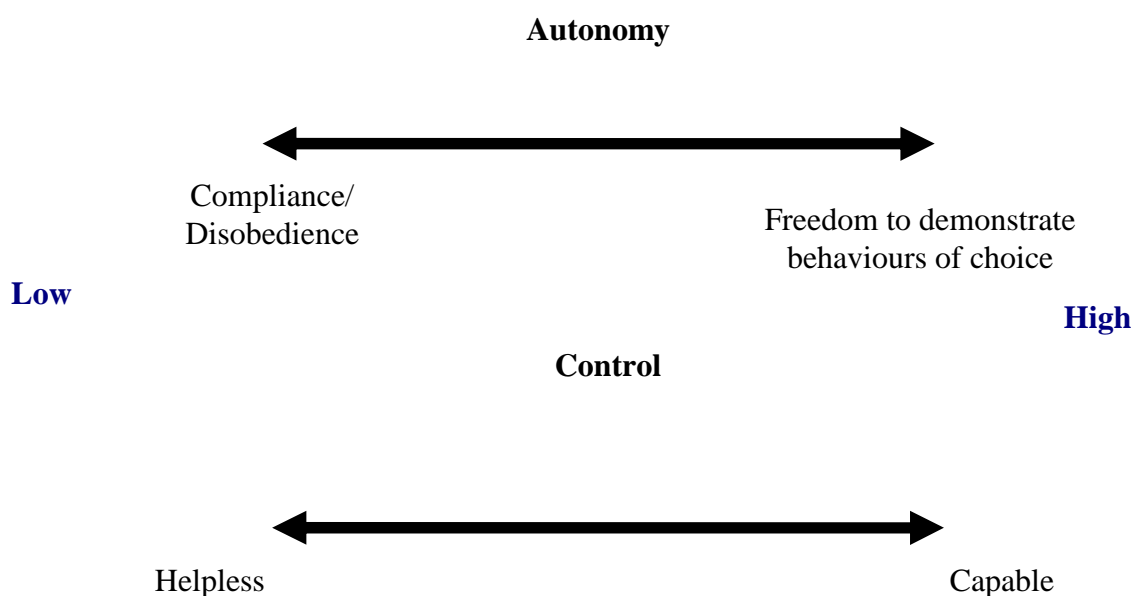 Autonomy
Compliance/
Disobedience
Freedom to demonstrate
behaviours of choice
Low
High
Control
Helpless
Capable